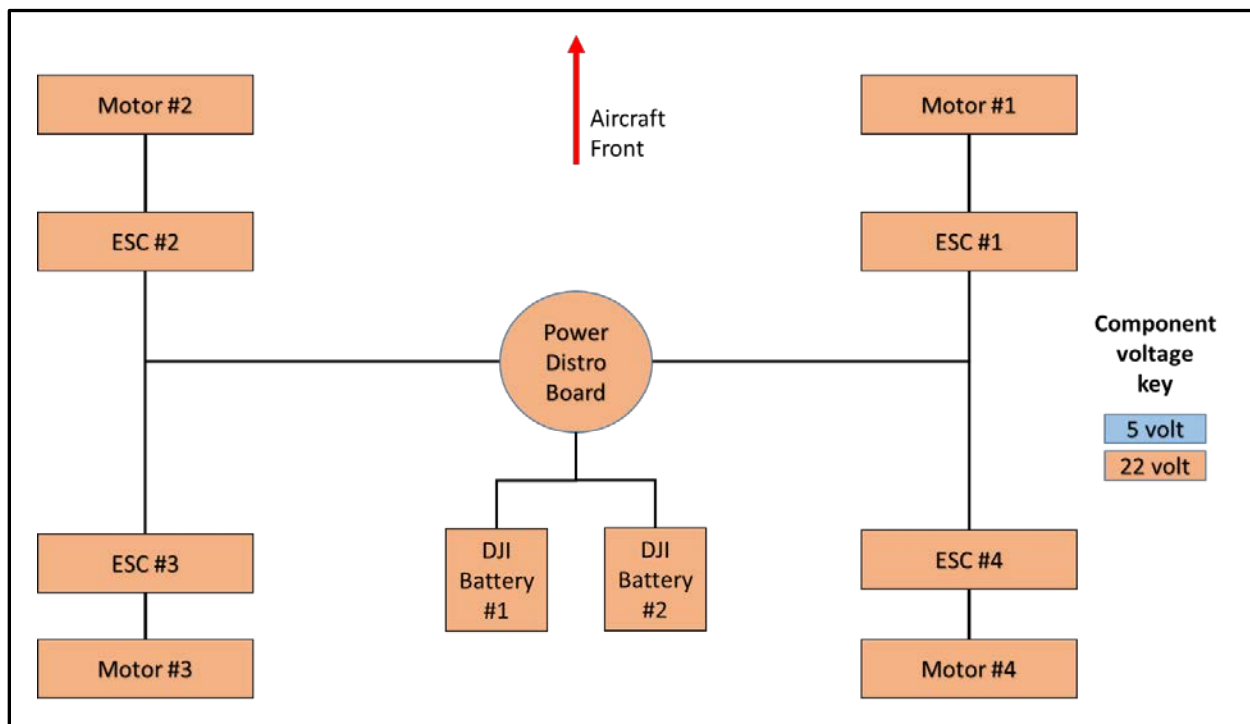 Motor #2
Motor #1
Aircraft
Front
ESC #2
ESC #1
Power
Distro
Board
Component
voltage
key
5 volt
22 volt
ESC #3
DJI
Battery
#1
DJI
Battery
#2
ESC #4
Motor #3
Motor #4